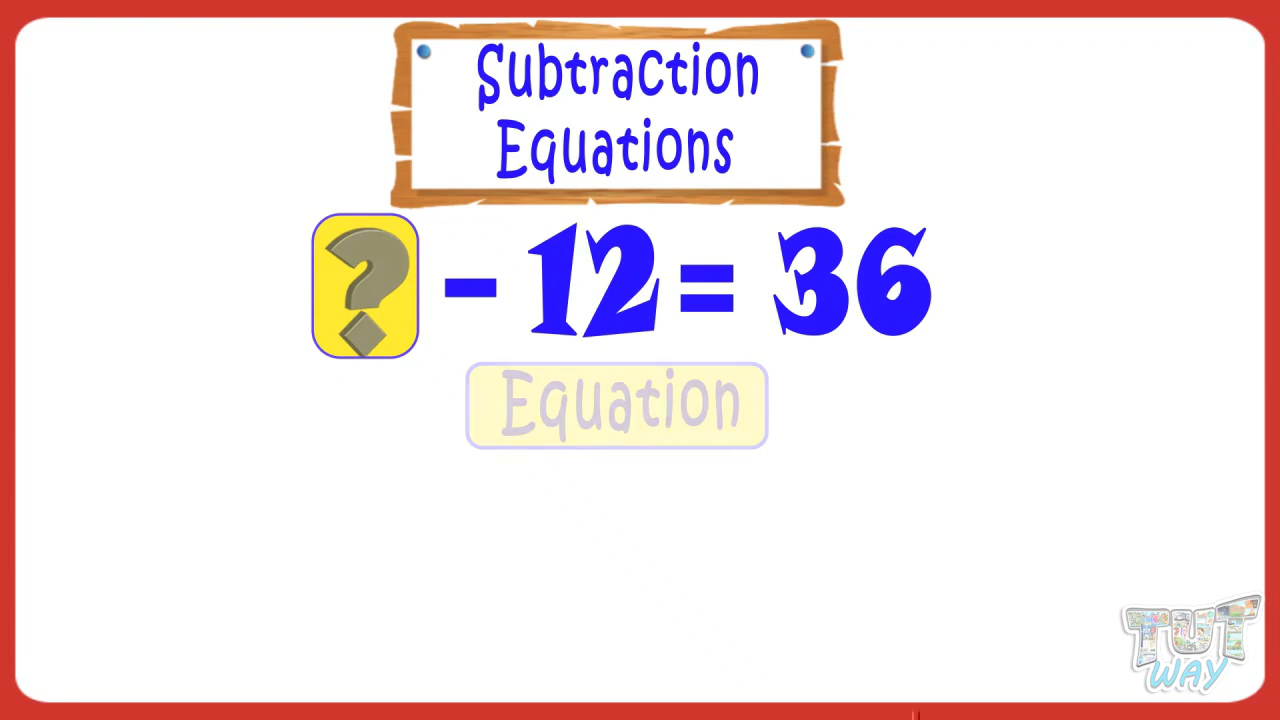 Subtraction
Equations
? - 12 = 36
Equation
TUT
WAY